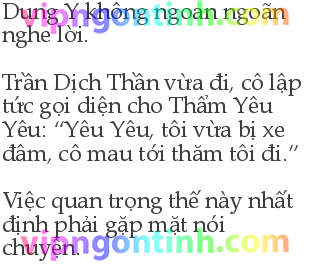 Dung Y không ngoan ngoãn
vipngontinh.com
nghe lời.
Trần Dịch Thần vừa đi, cô lập
tức gọi điện cho Thẩm Yêu
Yêu: “Yêu Yêu, tôi vừa bị xe
đâm, cô mau tới thăm tôi đi.”
Việc quan trọng thế này nhất
định phải gặp mặt nói
vipngontinh.com
chuyện.